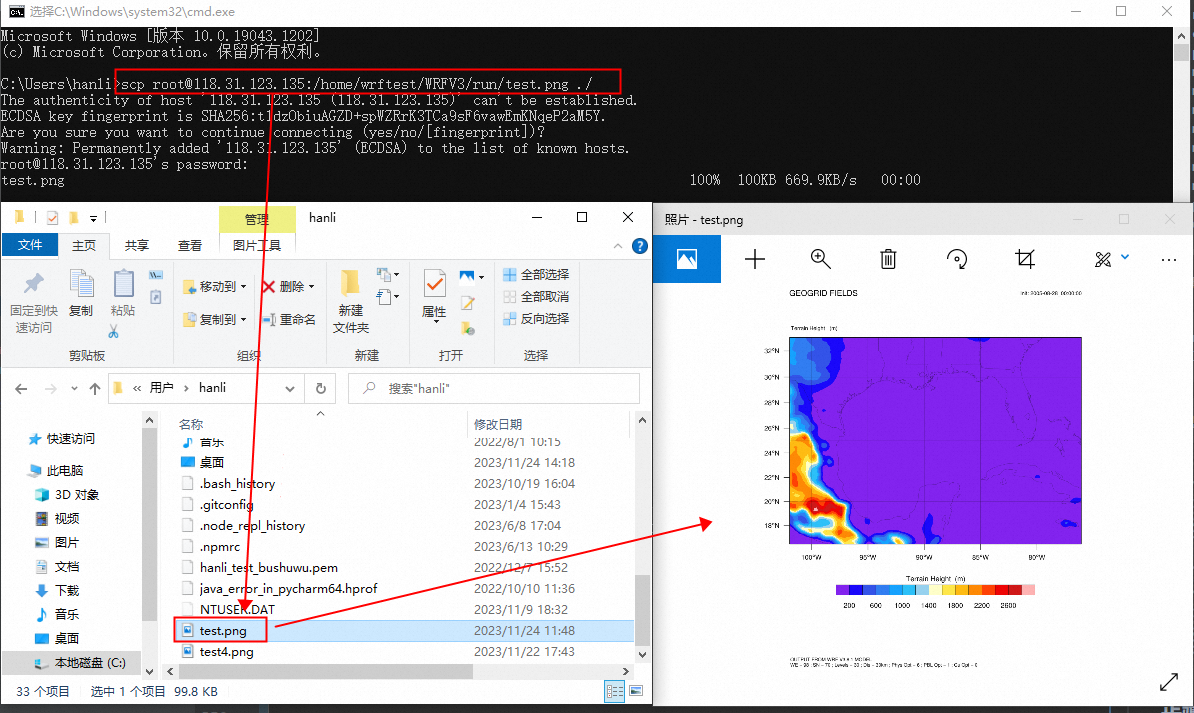 选择C:\Windows\system32\cmd.exe
Microsoft Windows [版本 10.0.19043.1202]
(c) Microsoft Corporation。保留所有权利。
C:\Users\hanli>scp root@118.31.123.135:/home/wrftest/WRFV3/run/test.png ./
The authenticity of host '118.31.123.135 (118.31.123.135)' can't be established.
ECDSA key fingerprint is
Are you sure you want to continue connecting (yes/no/[fingerprint])?
Warning: Permanently added '118.31.123.135' (ECDSA) to the list of known hosts.
root@118.31.123.135's password:
test.png 100% 100KB 669.9KB/s 00:00
管理 hanli
文件 主页 共享 查看 图片工具
固定到快速访问
复制
粘贴
移动到
复制到
删除
重命名
新建
文件夹
属性
全部选择
全部取消
反向选择
剪贴板 组织 新建 打开 选择
« 用户 › hanli
搜索"hanli"
快速访问
此电脑
3D 对象
视频
图片
文档
下载
音乐
桌面
本地磁盘 (C:)
名称 修改日期
音乐 2022/8/1 10:15
桌面 2023/11/24 14:18
.bash_history 2023/10/19 16:04
.gitconfig 2023/1/4 15:43
.node_repl_history 2023/6/8 17:04
.npmrc 2023/6/13 10:29
hanli_test_bushuwu.pem 2022/12/7 15:52
java_error_in_pycharm64.hprof 2022/10/10 11:36
NTUSER.DAT 2023/11/9 18:32
test.png 2023/11/24 11:48
test4.png 2023/11/22 17:43
33 个项目 选中 1 个项目 99.8 KB
照片 - test.png
GEOGRID FIELDS
Init: 2005-08-28_00:00:00
Terrain Height (m)
32°N
30°N
28°N
26°N
24°N
22°N
20°N
18°N
100°W 95°W 90°W 85°W 80°W
Terrain Height (m)
200 600 1000 1400 1800 2200 2600
OUTPUT FROM WRF V3.8.1 MODEL